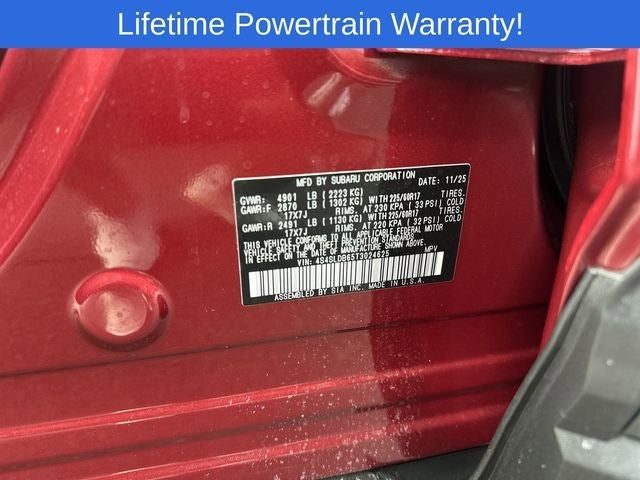 Lifetime Powertrain Warranty!
MFD BY SUBARU CORPORATION DATE: 11/25
GVWR: 4901 LB (2223 KG)
GAWR:F 2870 LB (1302 KG) WITH 225/60R17 TIRES.
17X7J RIMS. AT 230 KPA (33 PSI) COLD
GAWR:R 2491 LB (1130 KG) WITH 225/60R17 TIRES.
17X7J RIMS. AT 220 KPA (32 PSI) COLD
THIS VEHICLE CONFORMS TO ALL APPLICABLE FEDERAL MOTOR
VEHICLE SAFETY AND THEFT PREVENTION STANDARDS
IN EFFECT ON THE DATE OF MANUFACTURE SHOWN ABOVE.
VIN: 4S4SLDB65T3024625 MPV
ASSEMBLED BY SIA INC. MADE IN U.S.A.